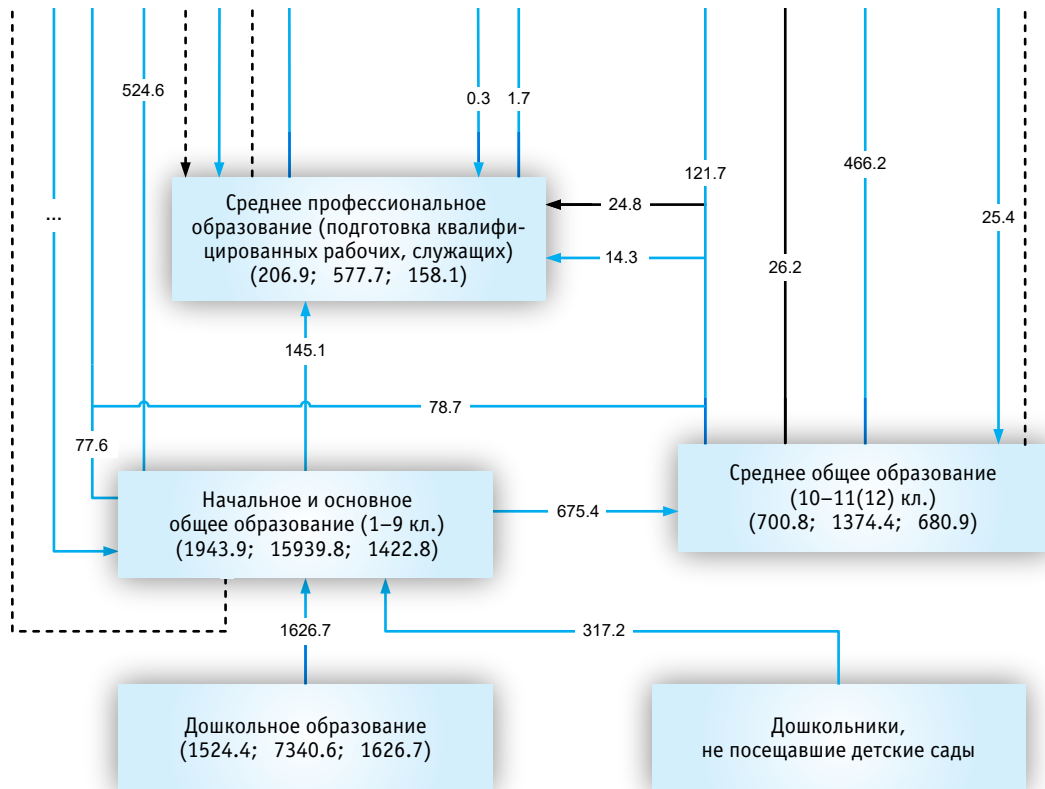 524.6
0.3
1.7
466.2
121.7
Среднее профессиональное
образование (подготовка квалифи-
цированных рабочих, служащих)
(206.9; 577.7; 158.1)
24.8
...
25.4
14.3
26.2
145.1
78.7
77.6
Начальное и основное
общее образование (1–9 кл.)
(1943.9; 15939.8; 1422.8)
675.4
Среднее общее образование
(10–11(12) кл.)
(700.8; 1374.4; 680.9)
1626.7
317.2
Дошкольное образование
(1524.4; 7340.6; 1626.7)
Дошкольники,
не посещавшие детские сады